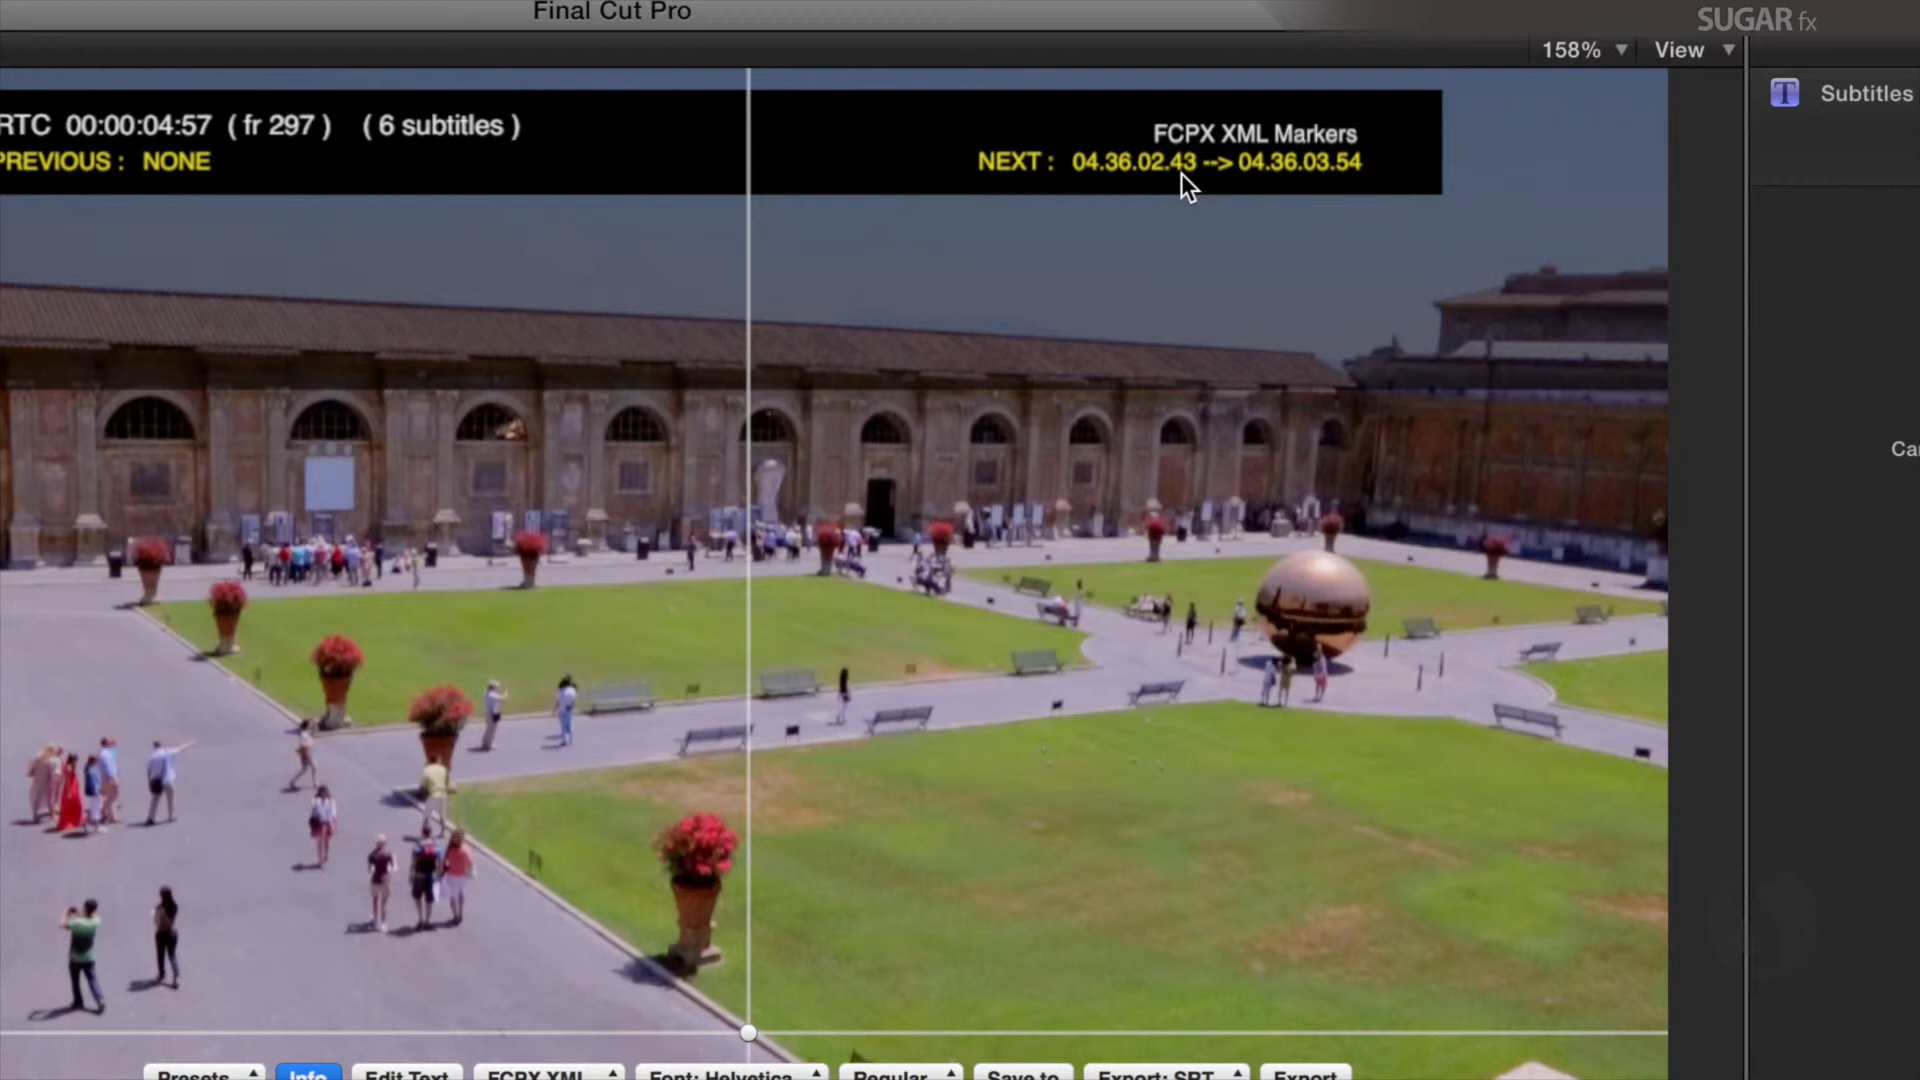 Final Cut Pro
SUGAR fx
158% View
RTC 00:00:04:57 ( fr 297 ) ( 6 subtitles )
FCPX XML Markers
PREVIOUS : NONE
NEXT : 04.36.02.43 --> 04.36.03.54
Subtitles
Presets Info Edit Text FCPX XML Font: Helvetica Regular Save to Export: SRT Export